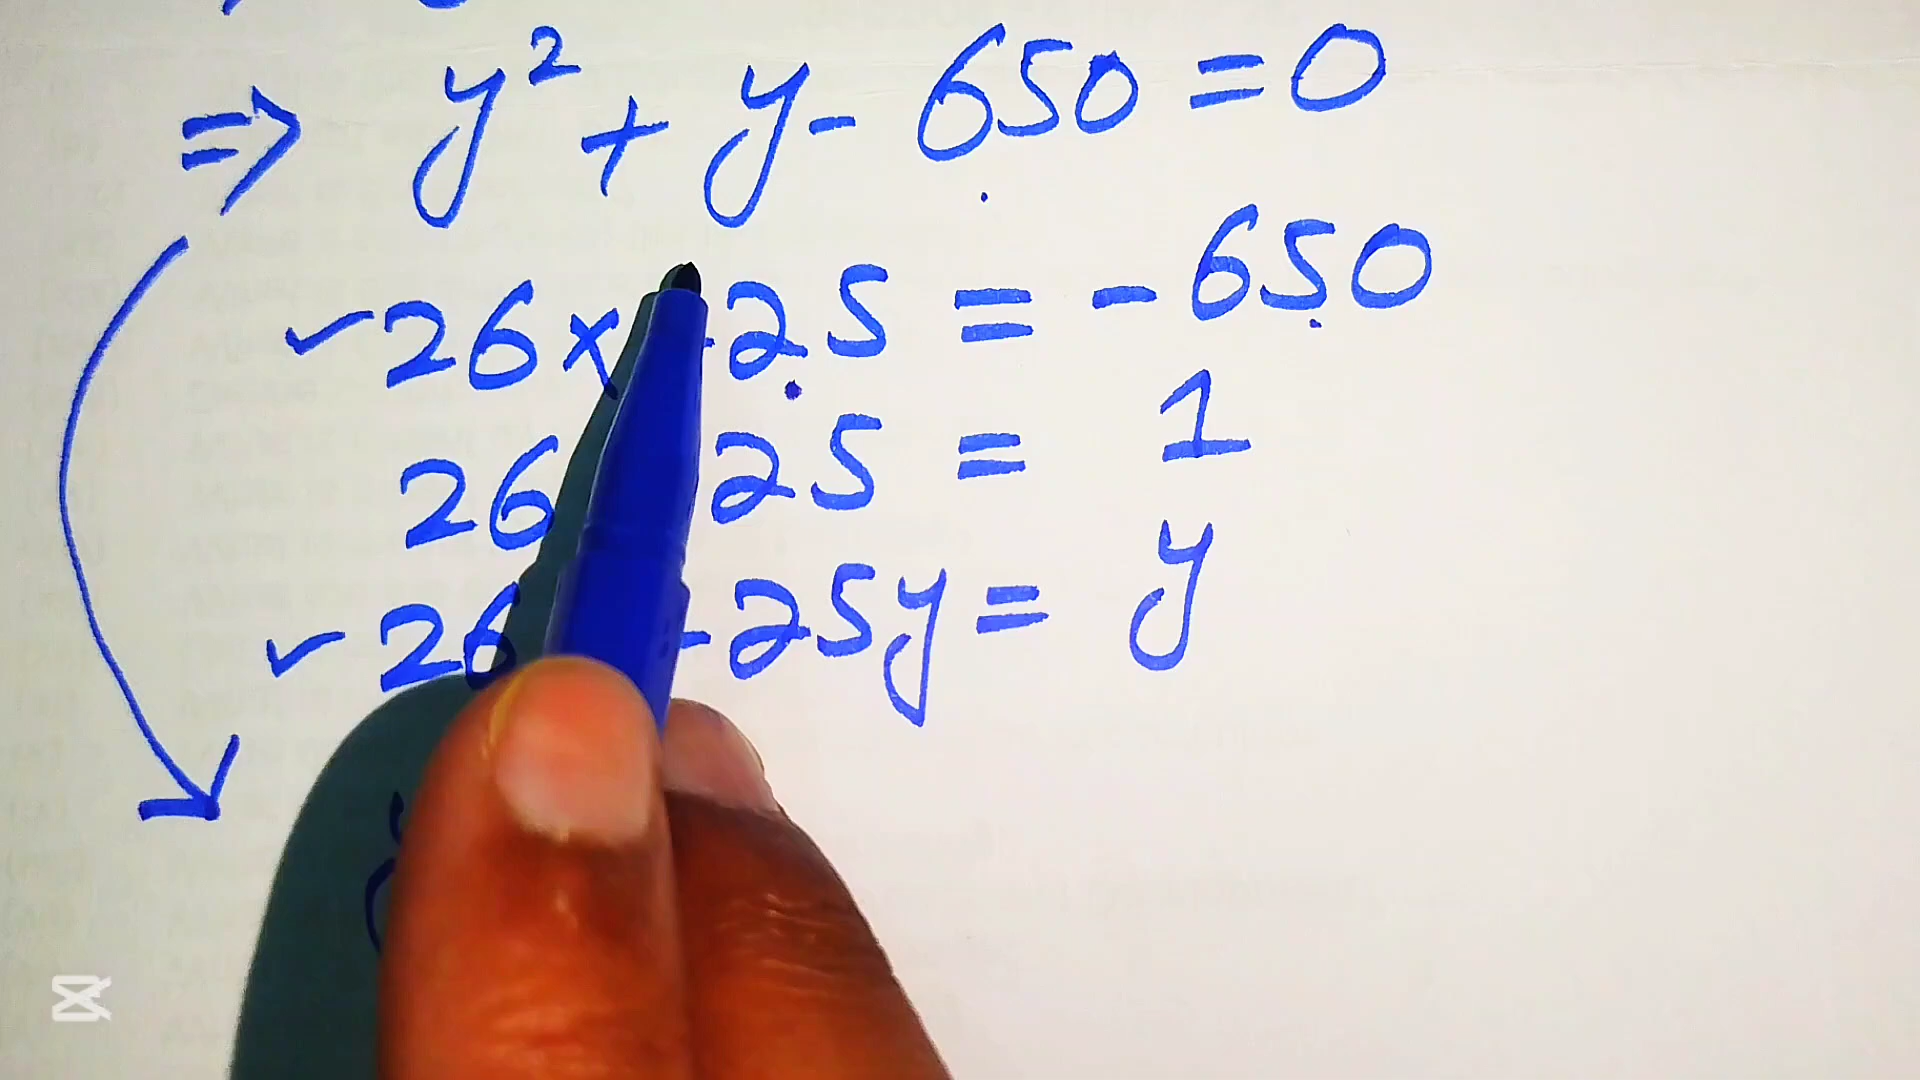 ⇒ y² + y - 650 = 0
✓26 × -25 = -650
26 25 = 1
✓26 -25y = y